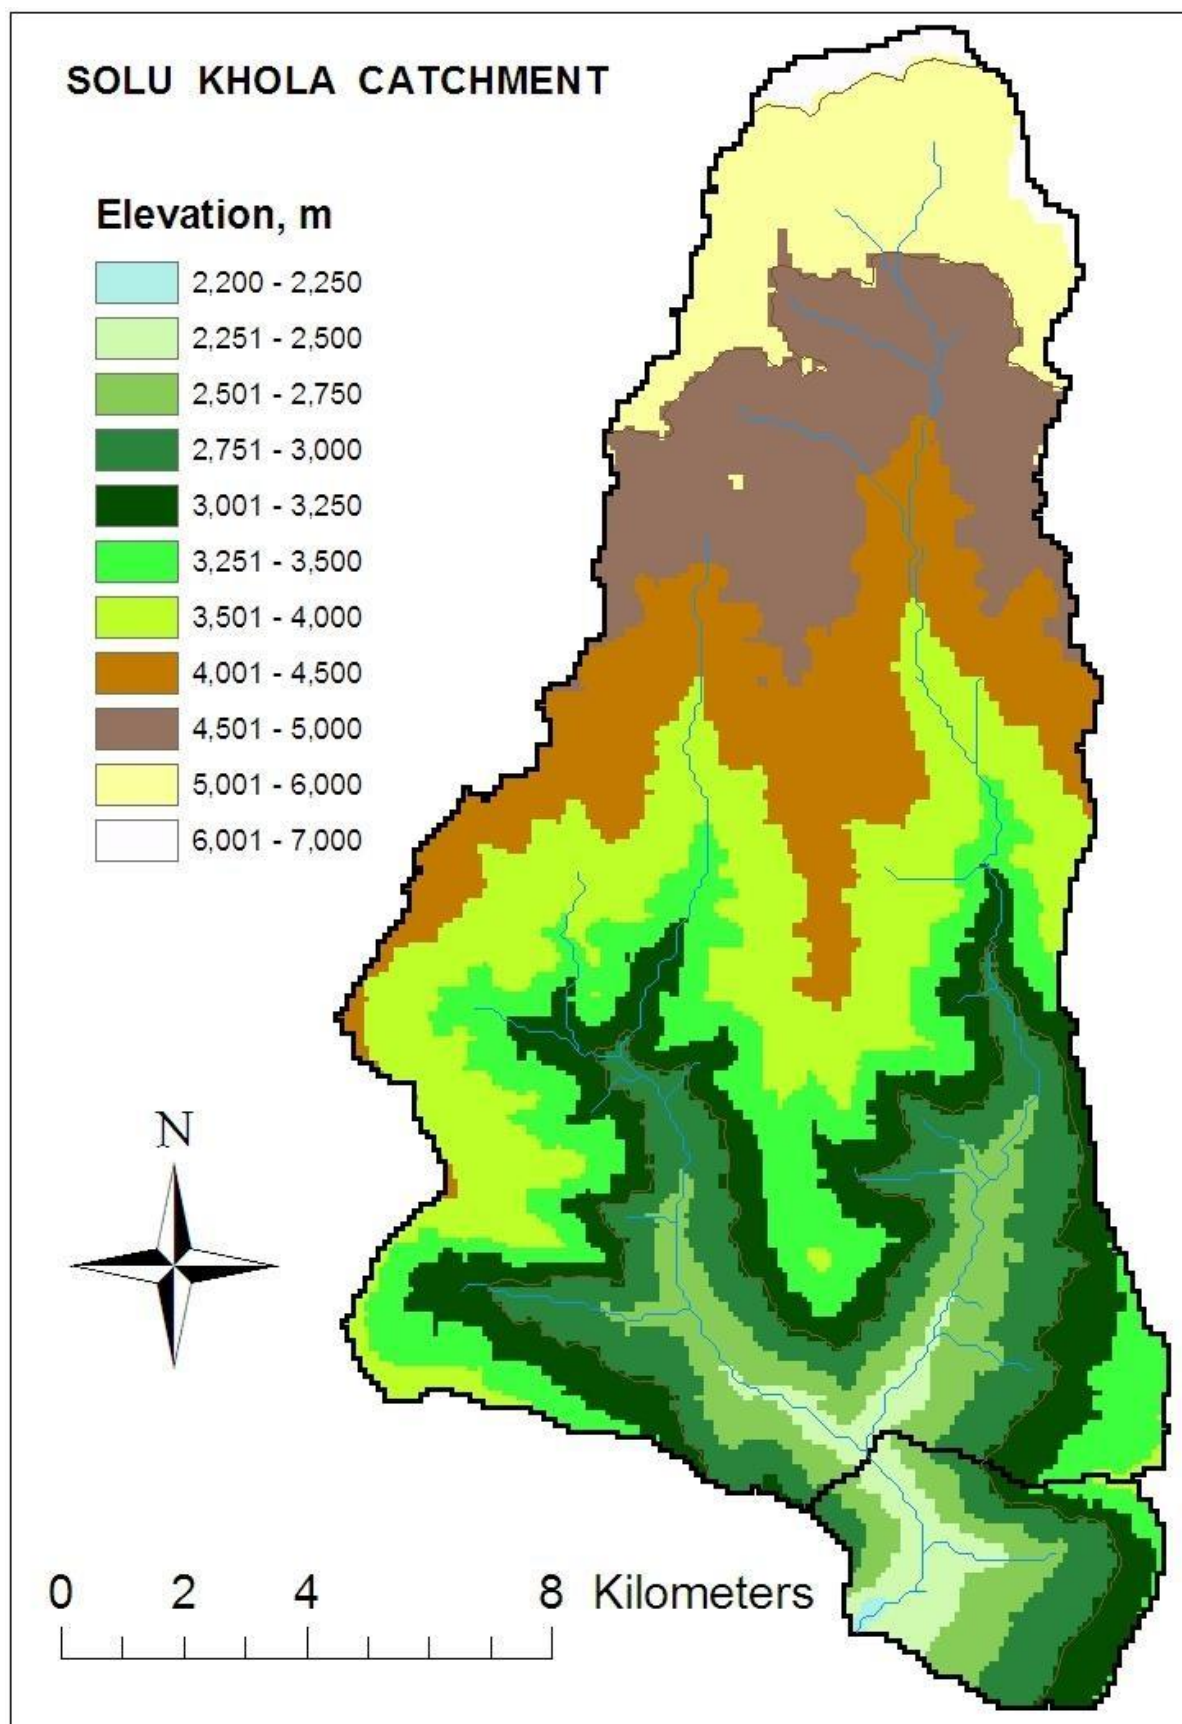 SOLU KHOLA CATCHMENT
Elevation, m
2,200 - 2,250
2,251 - 2,500
2,501 - 2,750
2,751 - 3,000
3,001 - 3,250
3,251 - 3,500
3,501 - 4,000
4,001 - 4,500
4,501 - 5,000
5,001 - 6,000
6,001 - 7,000
N
0 2 4 8 Kilometers